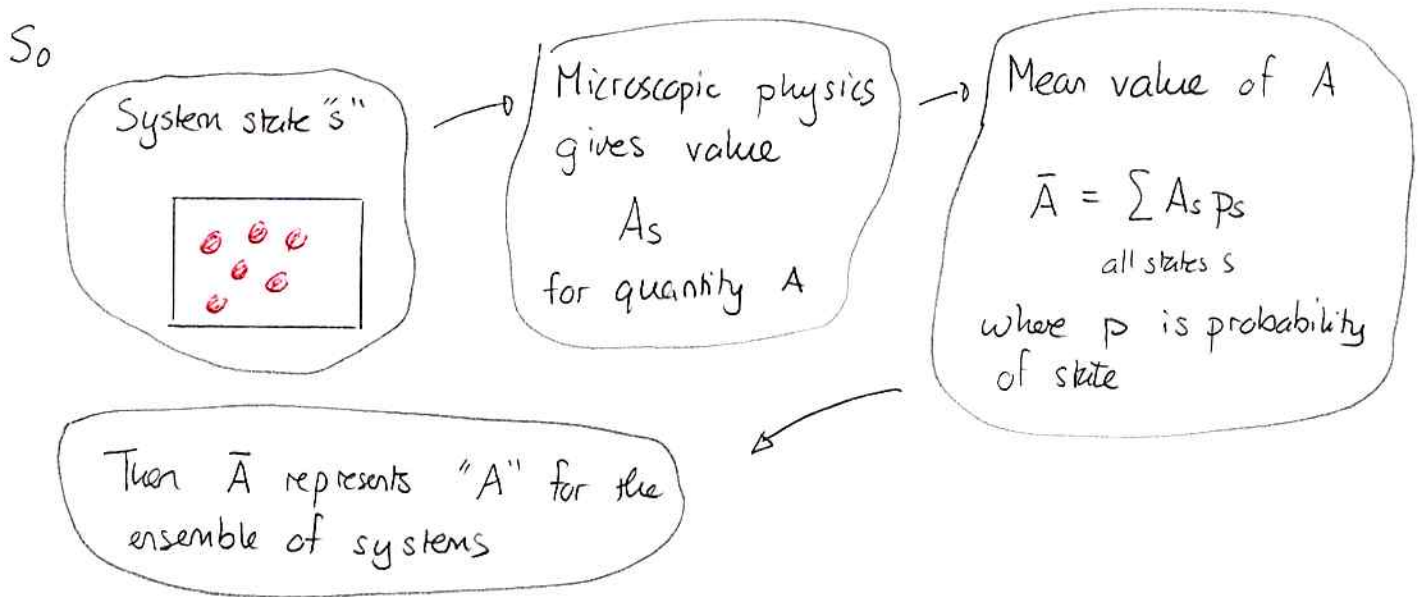 So
System state "s"
Microscopic physics
gives value
As
for quantity A
Mean value of A
Ā = ∑ As ps
all states s
where p is probability
of state
Then Ā represents "A" for the
ensemble of systems